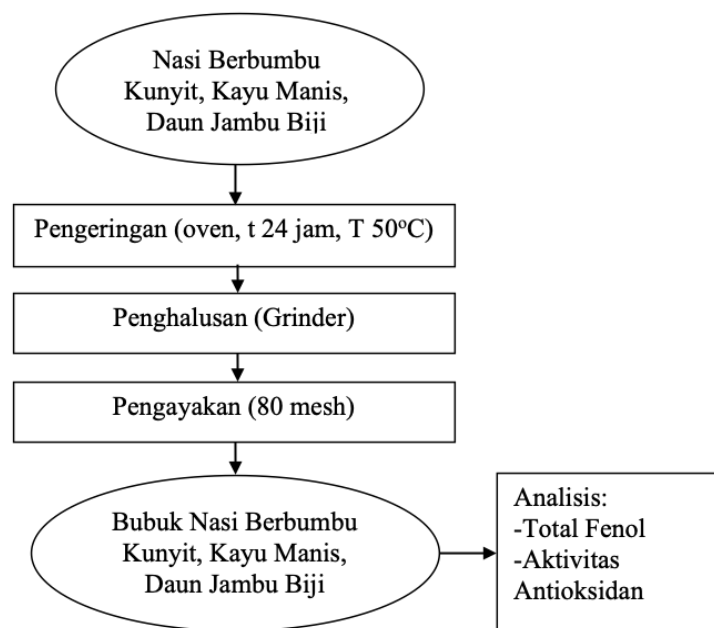 Nasi Berbumbu
Kunyit, Kayu Manis,
Daun Jambu Biji
Pengeringan (oven, t 24 jam, T 50°C)
Penghalusan (Grinder)
Pengayakan (80 mesh)
Bubuk Nasi Berbumbu
Kunyit, Kayu Manis,
Daun Jambu Biji
Analisis:
-Total Fenol
-Aktivitas
Antioksidan